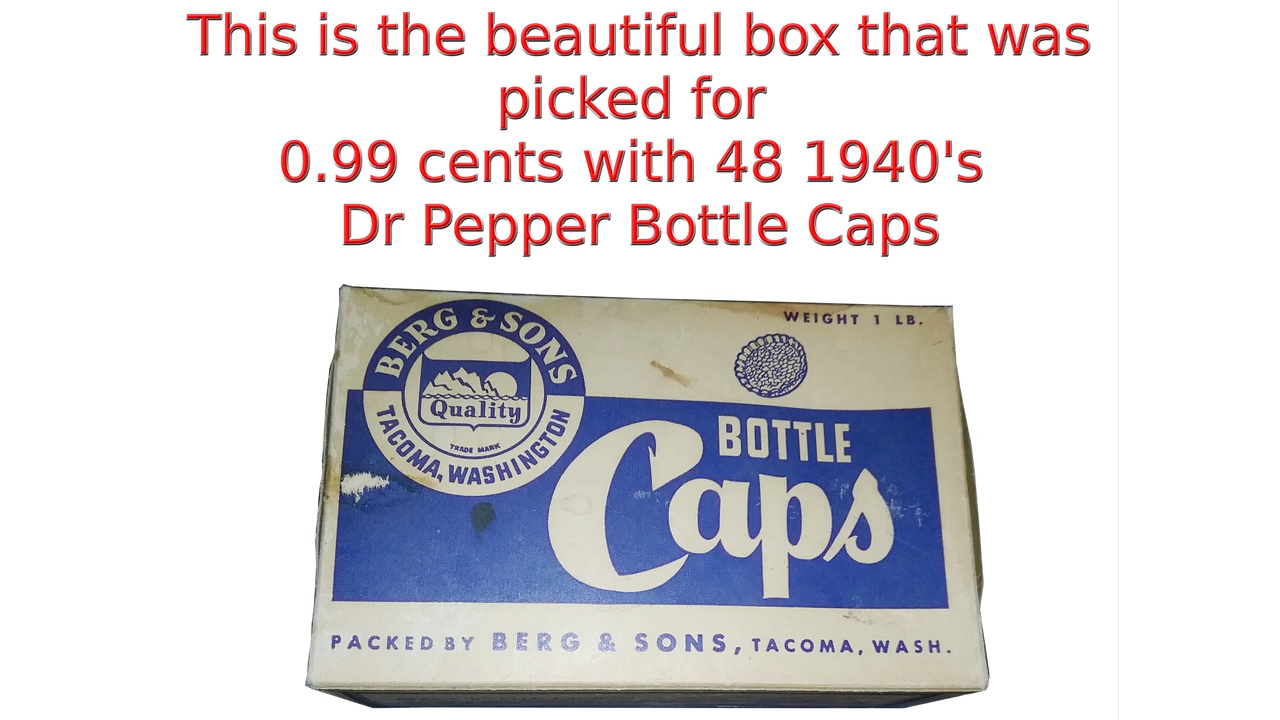 This is the beautiful box that was
picked for
0.99 cents with 48 1940's
Dr Pepper Bottle Caps
WEIGHT 1 LB.
BERG & SONS
Quality
TRADE MARK
TACOMA, WASHINGTON
BOTTLE
Caps
PACKED BY BERG & SONS, TACOMA, WASH.